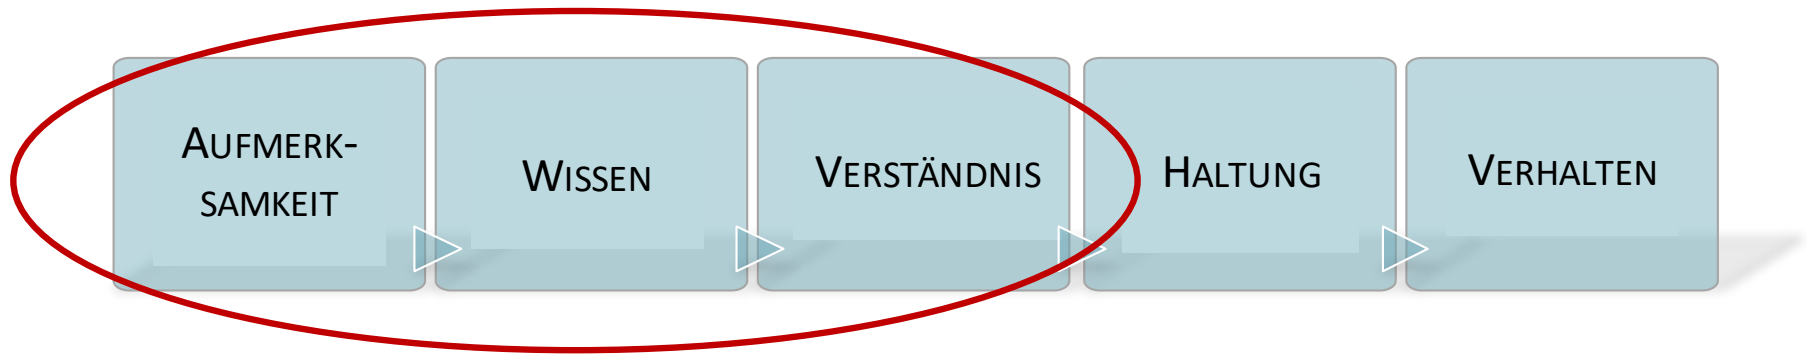 AUFMERK-
SAMKEIT
WISSEN
VERSTÄNDNIS
HALTUNG
VERHALTEN